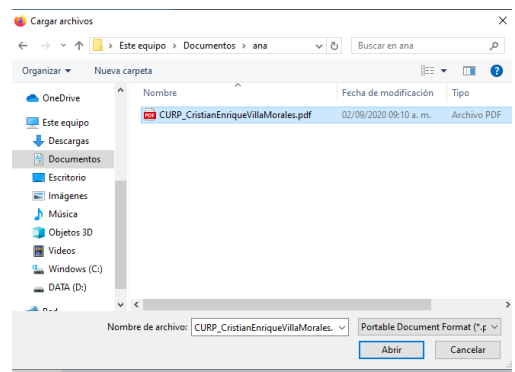 Cargar archivos
Este equipo > Documentos > ana
Buscar en ana
Organizar
Nueva carpeta
Nombre
Fecha de modificación
Tipo
OneDrive
Este equipo
Descargas
Documentos
Escritorio
Imágenes
Música
Objetos 3D
Videos
Windows (C:)
DATA (D:)
PDF CURP_CristianEnriqueVillaMorales.pdf
02/09/2020 09:10 a. m.
Archivo PDF
Nombre de archivo:
CURP_CristianEnriqueVillaMorales.
Portable Document Format (*.p
Abrir
Cancelar